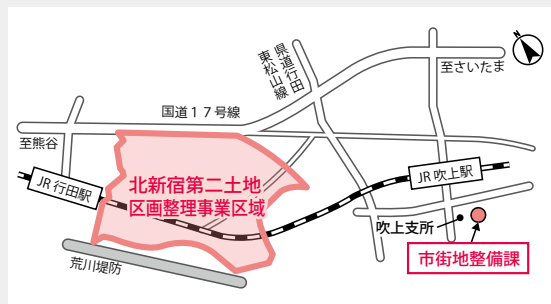 N
至さいたま
県道行田
東松山線
国道１７号線
至熊谷
JR 行田駅
北新宿第二土地
区画整理事業区域
JR 吹上駅
吹上支所
市街地整備課
荒川堤防